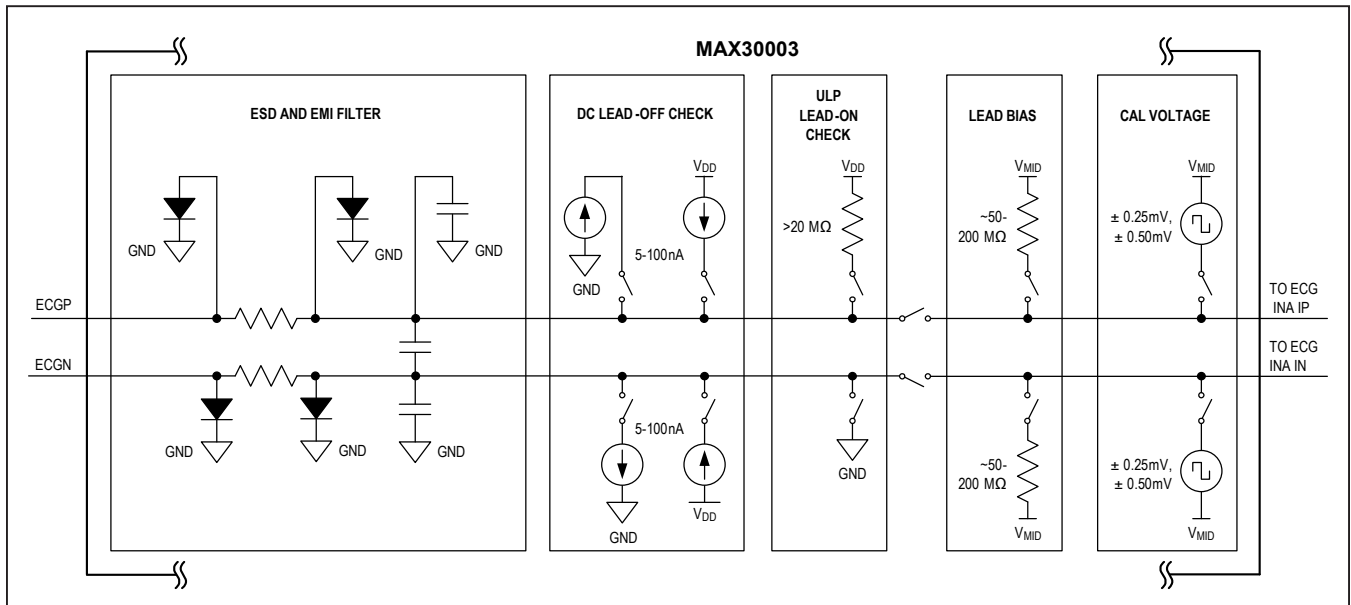 MAX30003
ESD AND EMI FILTER
DC LEAD-OFF CHECK
ULP
LEAD-ON
CHECK
LEAD BIAS
CAL VOLTAGE
GND
GND
GND
VDD
5-100nA
GND
VDD
>20 MΩ
VMID
~50-
200 MΩ
VMID
± 0.25mV,
± 0.50mV
ECGP
TO ECG
INA IP
ECGN
TO ECG
INA IN
GND
GND
GND
5-100nA
GND
VDD
GND
~50-
200 MΩ
VMID
± 0.25mV,
± 0.50mV
VMID